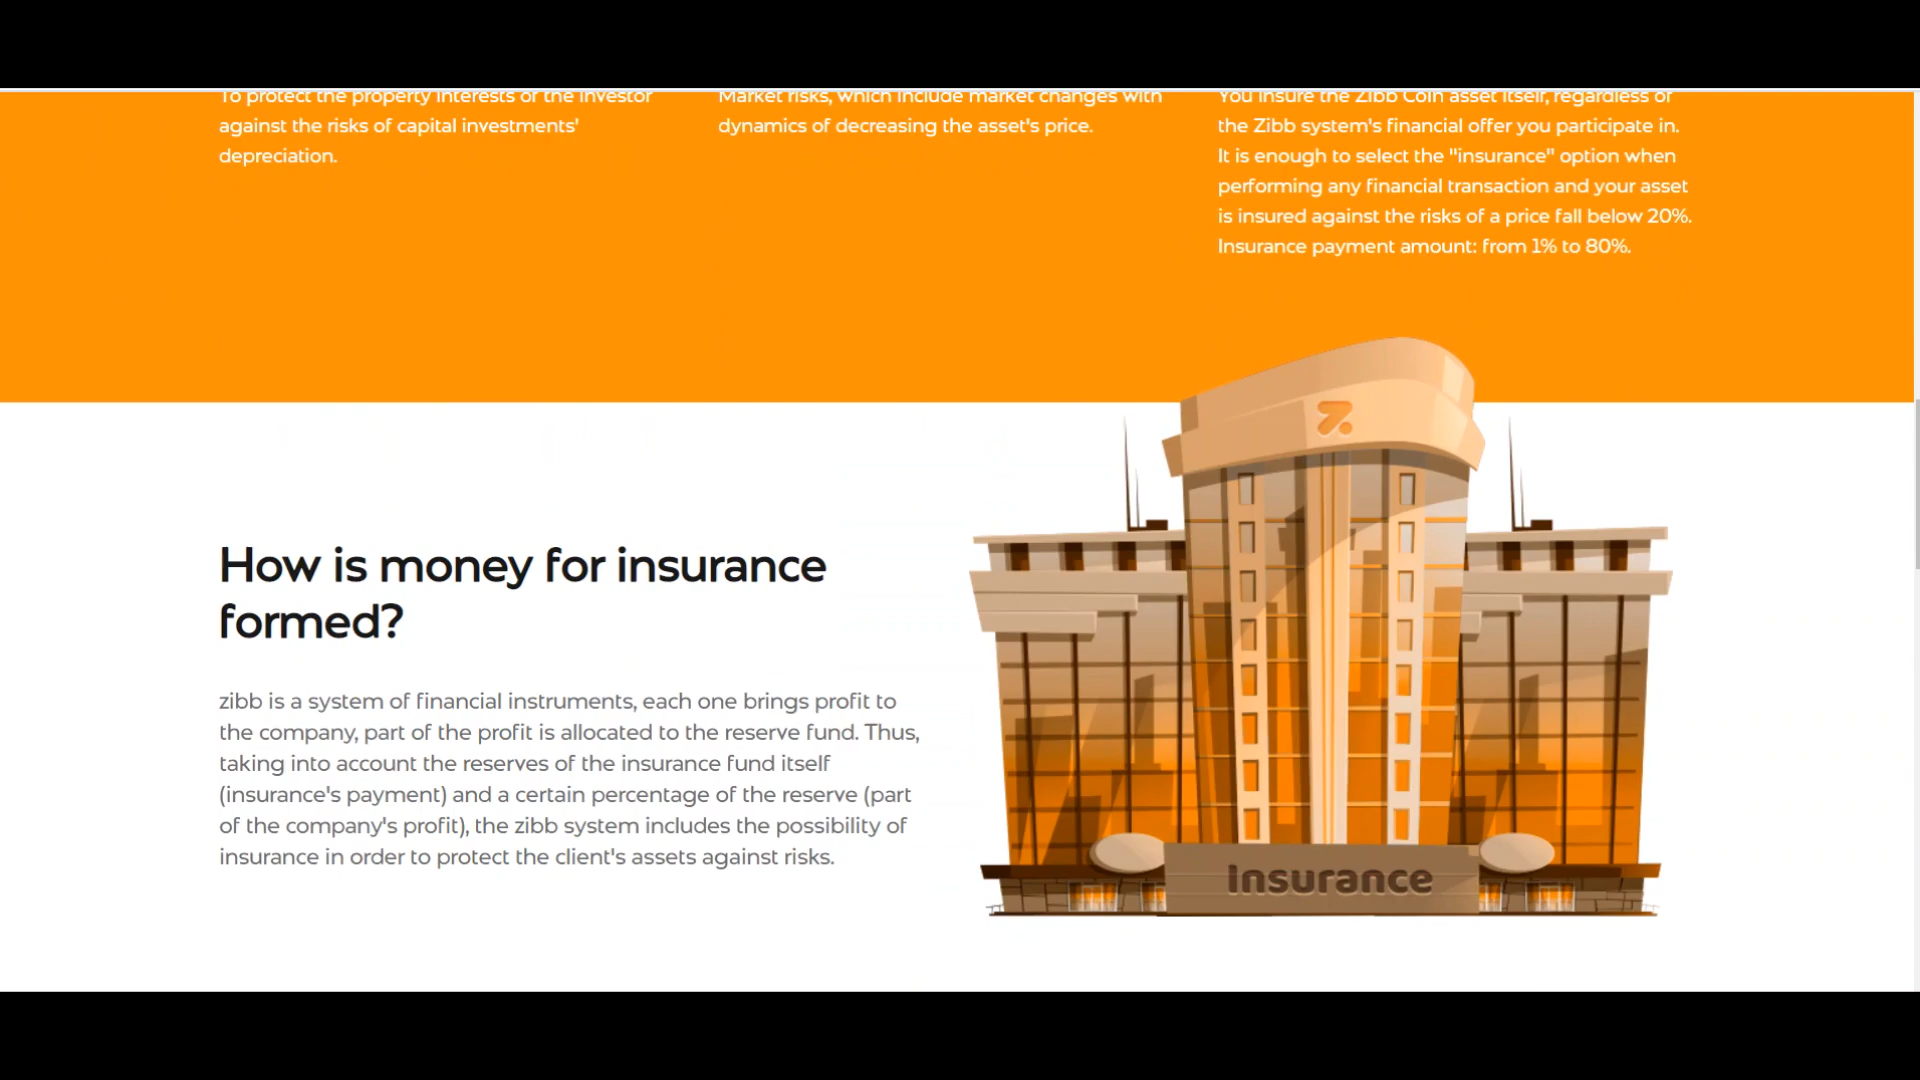 To protect the property interests of the investor
against the risks of capital investments'
depreciation.
Market risks, which include market changes with
dynamics of decreasing the asset's price.
You insure the Zibb Coin asset itself, regardless of
the Zibb system's financial offer you participate in.
It is enough to select the "insurance" option when
performing any financial transaction and your asset
is insured against the risks of a price fall below 20%.
Insurance payment amount: from 1% to 80%.
How is money for insurance
formed?
zibb is a system of financial instruments, each one brings profit to
the company, part of the profit is allocated to the reserve fund. Thus,
taking into account the reserves of the insurance fund itself
(insurance's payment) and a certain percentage of the reserve (part
of the company's profit), the zibb system includes the possibility of
insurance in order to protect the client's assets against risks.
Insurance